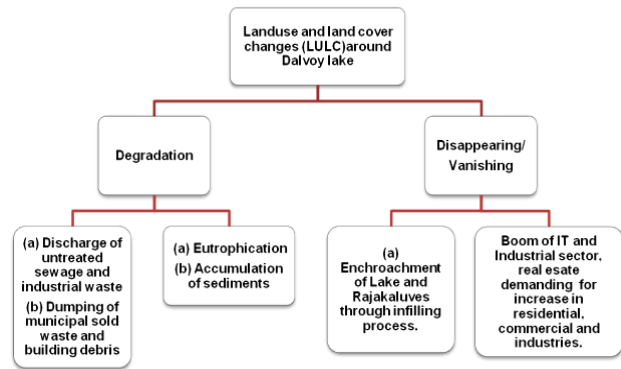 Landuse and land cover
changes (LULC)around
Dalvoy lake
Degradation
Disappearing/
Vanishing
(a) Discharge of
untreated
sewage and
industrial waste
(b) Dumping of
municipal sold
waste and
building debris
(a) Eutrophication
(b) Accumulation
of sediments
(a)
Enchroachment
of Lake and
Rajakaluves
through infilling
process.
Boom of IT and
Industrial sector,
real esate
demanding for
increase in
residential,
commercial and
industries.